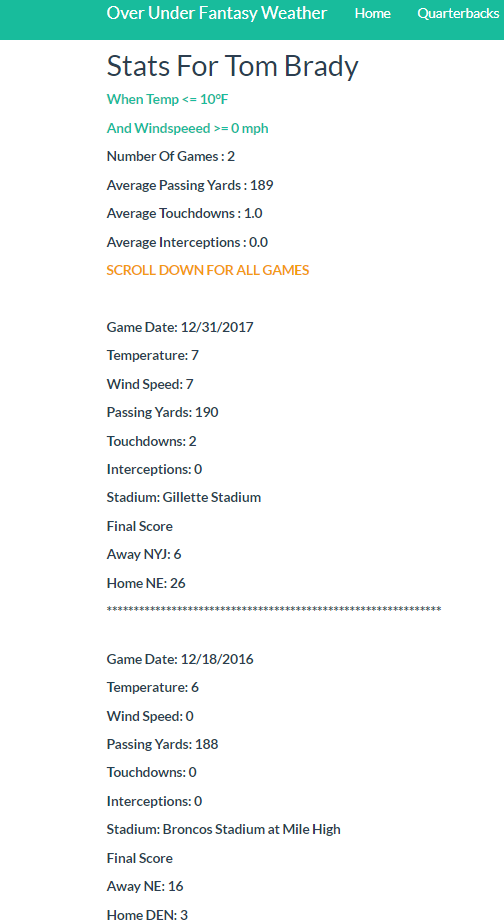 Over Under Fantasy Weather Home Quarterbacks
Stats For Tom Brady
When Temp <= 10°F
And Windspeeed >= 0 mph
Number Of Games : 2
Average Passing Yards : 189
Average Touchdowns : 1.0
Average Interceptions : 0.0
SCROLL DOWN FOR ALL GAMES
Game Date: 12/31/2017
Temperature: 7
Wind Speed: 7
Passing Yards: 190
Touchdowns: 2
Interceptions: 0
Stadium: Gillette Stadium
Final Score
Away NYJ: 6
Home NE: 26
**************************************************************
Game Date: 12/18/2016
Temperature: 6
Wind Speed: 0
Passing Yards: 188
Touchdowns: 0
Interceptions: 0
Stadium: Broncos Stadium at Mile High
Final Score
Away NE: 16
Home DEN: 3